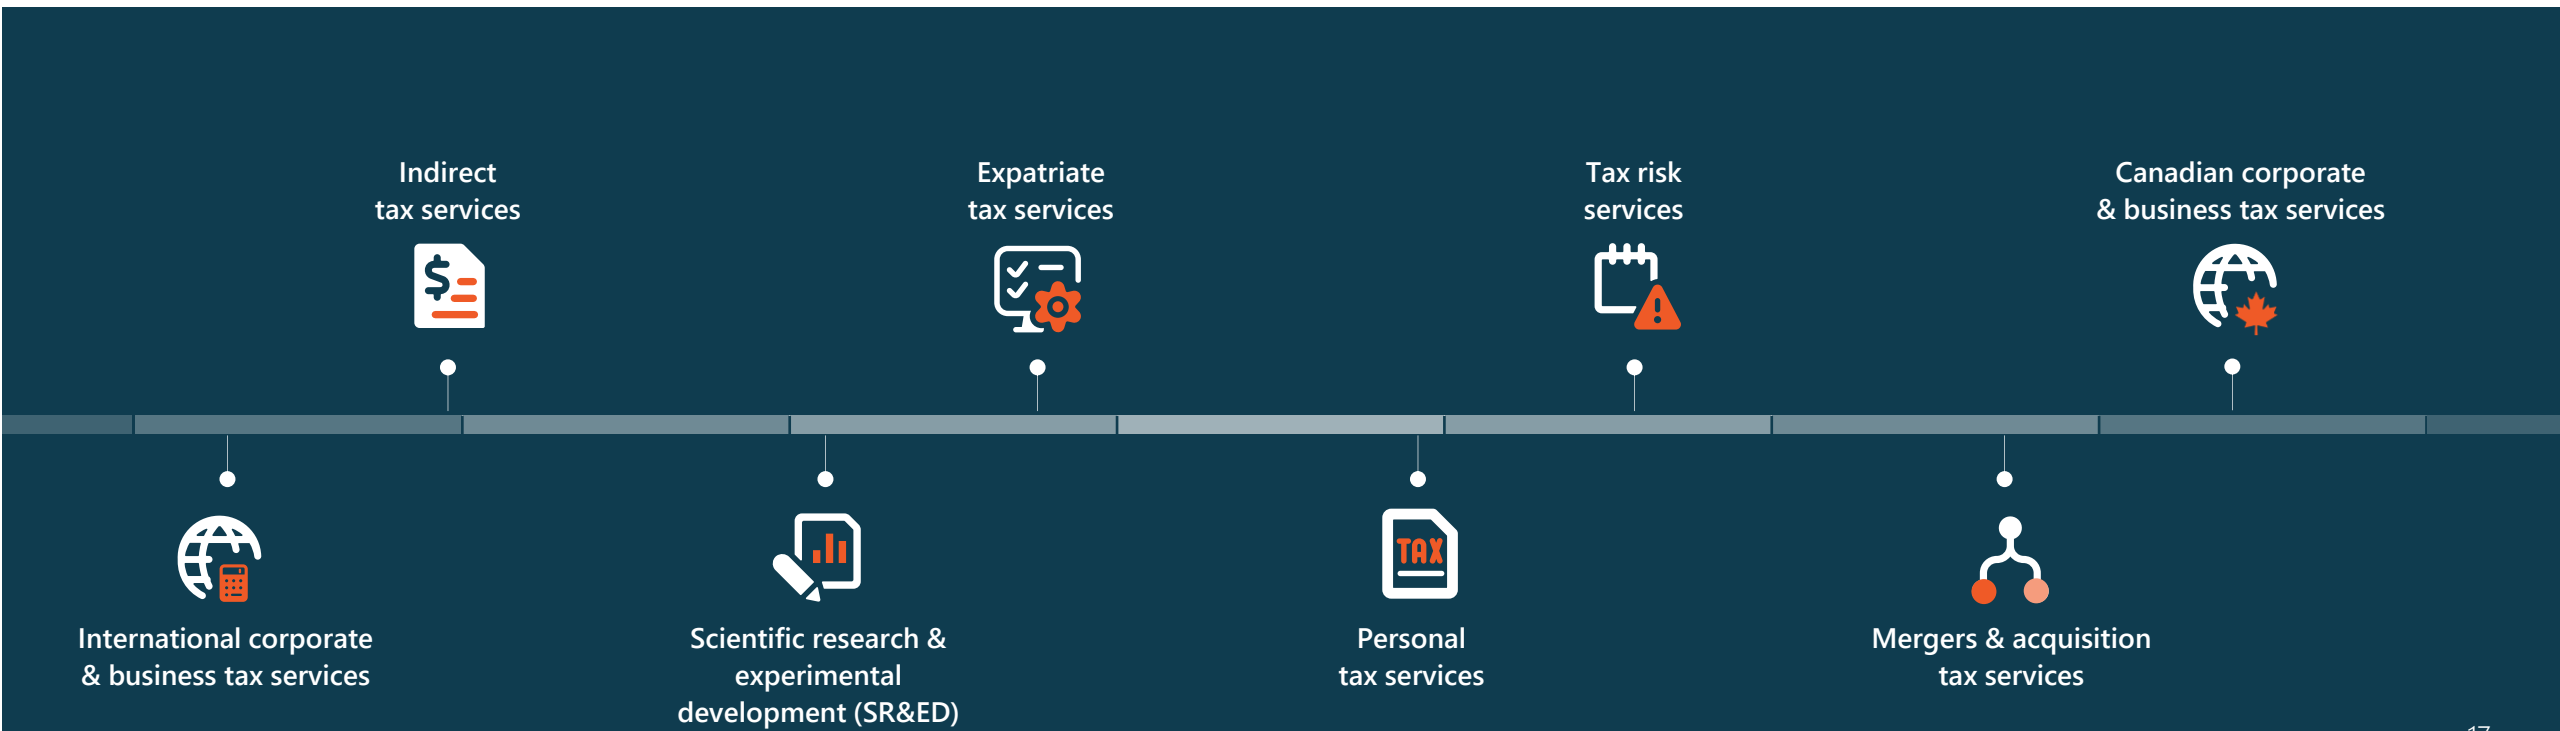 Indirect
tax services
Expatriate
tax services
Tax risk
services
Canadian corporate
& business tax services
$
TAX
International corporate
& business tax services
Scientific research &
experimental
development (SR&ED)
Personal
tax services
Mergers & acquisition
tax services
17